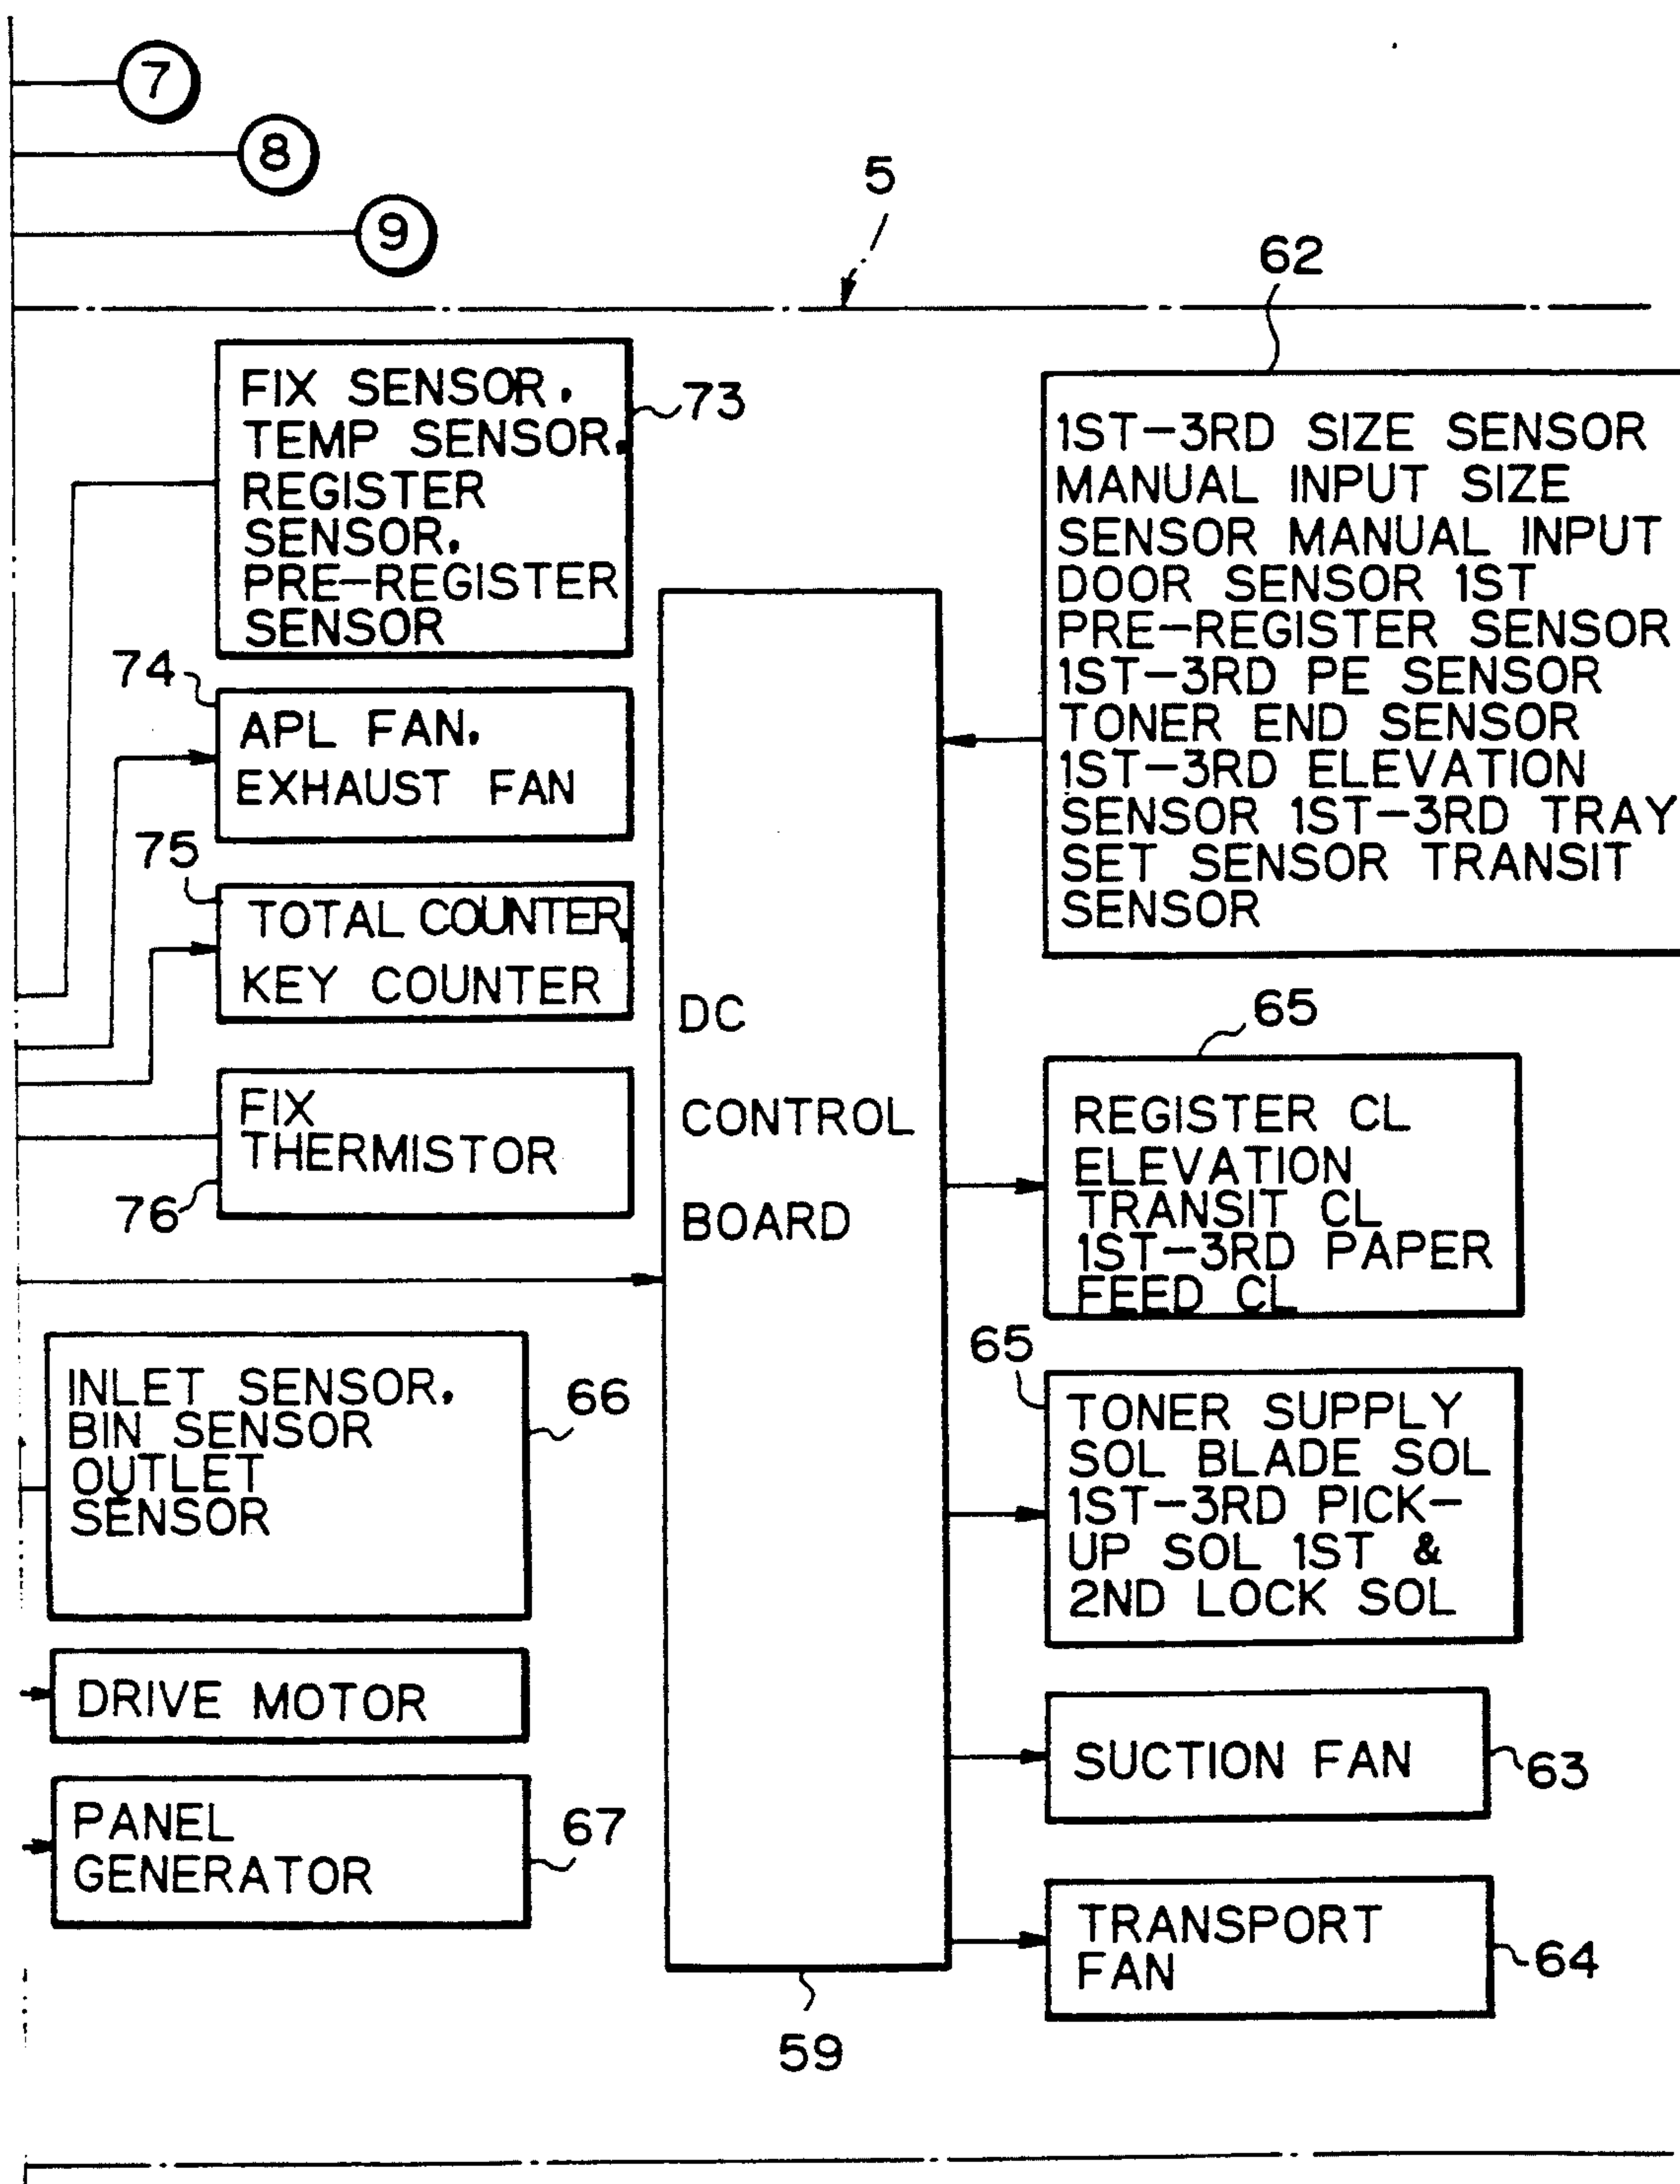 7
8
9
5
62
FIX SENSOR,
TEMP SENSOR,
REGISTER
SENSOR,
PRE-REGISTER
SENSOR
73
74
APL FAN,
EXHAUST FAN
75
TOTAL COUNTER,
KEY COUNTER
FIX
THERMISTOR
76
INLET SENSOR,
BIN SENSOR
OUTLET
SENSOR
66
DRIVE MOTOR
PANEL
GENERATOR
67
DC
CONTROL
BOARD
59
1ST-3RD SIZE SENSOR
MANUAL INPUT SIZE
SENSOR MANUAL INPUT
DOOR SENSOR 1ST
PRE-REGISTER SENSOR
1ST-3RD PE SENSOR
TONER END SENSOR
1ST-3RD ELEVATION
SENSOR 1ST-3RD TRAY
SET SENSOR TRANSIT
SENSOR
65
REGISTER CL
ELEVATION
TRANSIT CL
1ST-3RD PAPER
FEED CL
65
TONER SUPPLY
SOL BLADE SOL
1ST-3RD PICK-
UP SOL 1ST &
2ND LOCK SOL
SUCTION FAN
63
TRANSPORT
FAN
64